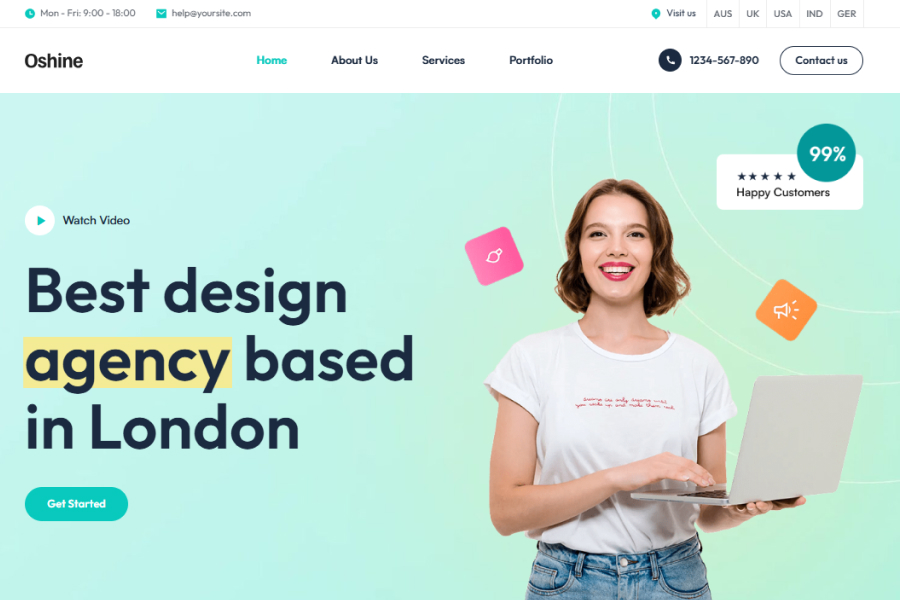 Mon - Fri: 9:00 - 18:00
help@yoursite.com
Visit us
AUS
UK
USA
IND
GER
Oshine
Home
About Us
Services
Portfolio
1234-567-890
Contact us
99%
★★★★★
Happy Customers
Watch Video
Best design
agency based
in London
Get Started